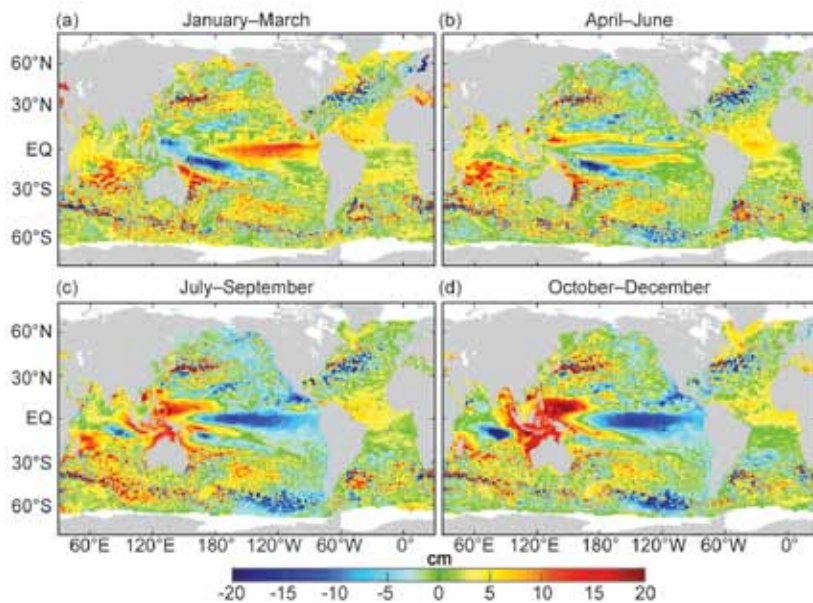 (a) January–March
(b) April–June
60°N
30°N
EQ
30°S
60°S
(c) July–September
(d) October–December
60°N
30°N
EQ
30°S
60°S
60°E 120°E 180° 120°W 60°W 0° 60°E 120°E 180° 120°W 60°W 0°
cm
-20 -15 -10 -5 0 5 10 15 20